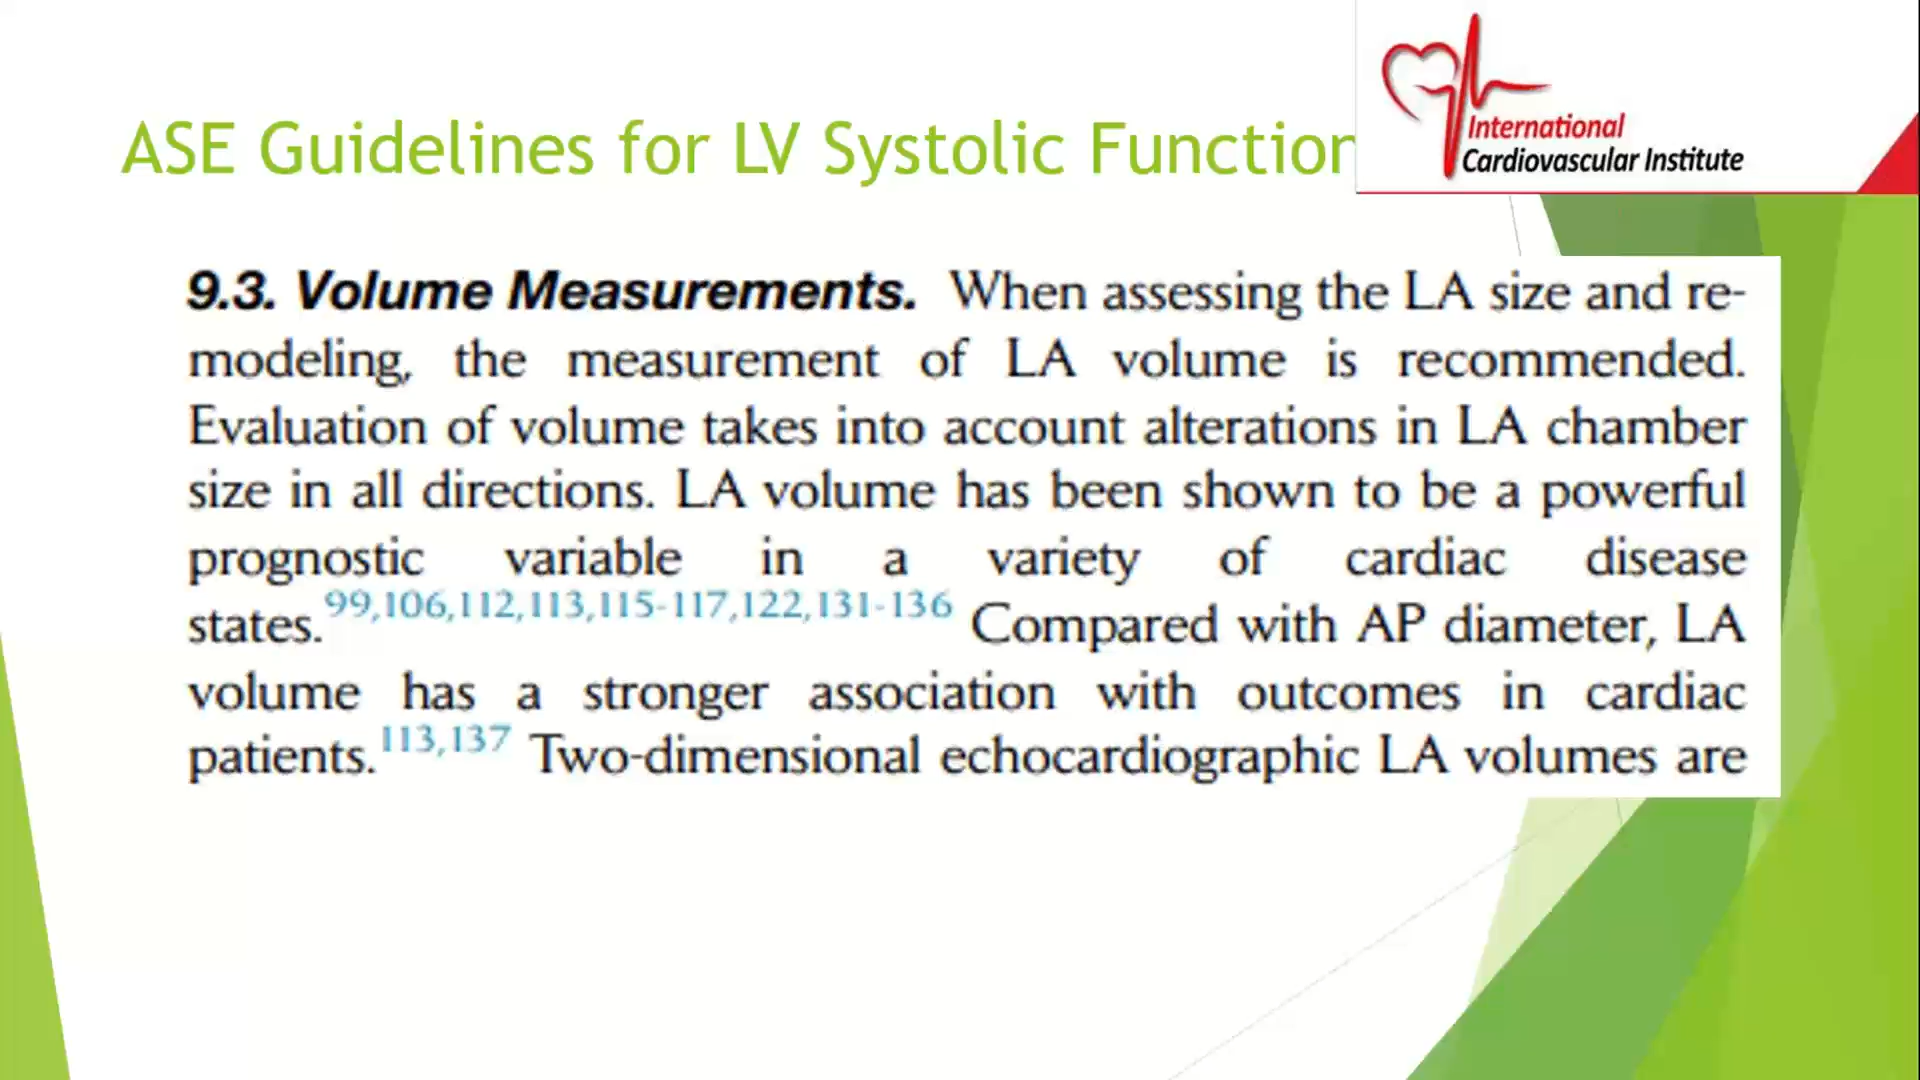 ASE Guidelines for LV Systolic Function
International
Cardiovascular Institute
9.3. Volume Measurements. When assessing the LA size and re-
modeling, the measurement of LA volume is recommended.
Evaluation of volume takes into account alterations in LA chamber
size in all directions. LA volume has been shown to be a powerful
prognostic variable in a variety of cardiac disease
states.99,106,112,113,115-117,122,131-136 Compared with AP diameter, LA
volume has a stronger association with outcomes in cardiac
patients.113,137 Two-dimensional echocardiographic LA volumes are